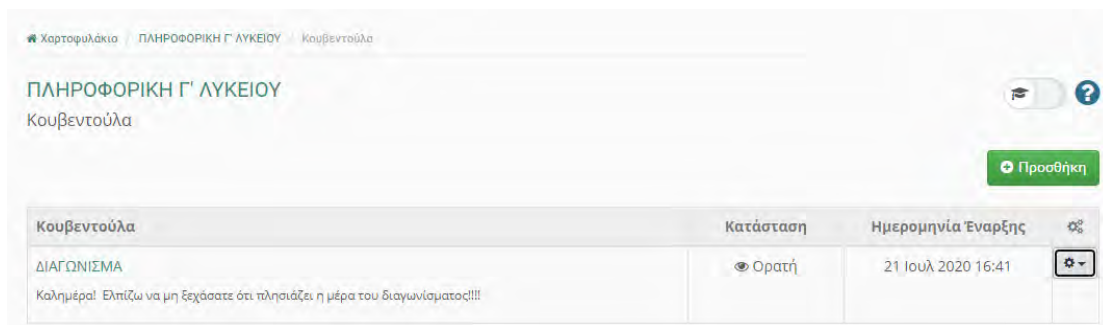 Χαρτοφυλάκιο / ΠΛΗΡΟΦΟΡΙΚΗ Γ' ΛΥΚΕΙΟΥ / Κουβεντούλα
ΠΛΗΡΟΦΟΡΙΚΗ Γ' ΛΥΚΕΙΟΥ
Κουβεντούλα
Προσθήκη
Κουβεντούλα Κατάσταση Ημερομηνία Έναρξης
ΔΙΑΓΩΝΙΣΜΑ Ορατή 21 Ιουλ 2020 16:41
Καλημέρα! Ελπίζω να μη ξεχάσατε ότι πλησιάζει η μέρα του διαγωνίσματος!!!!